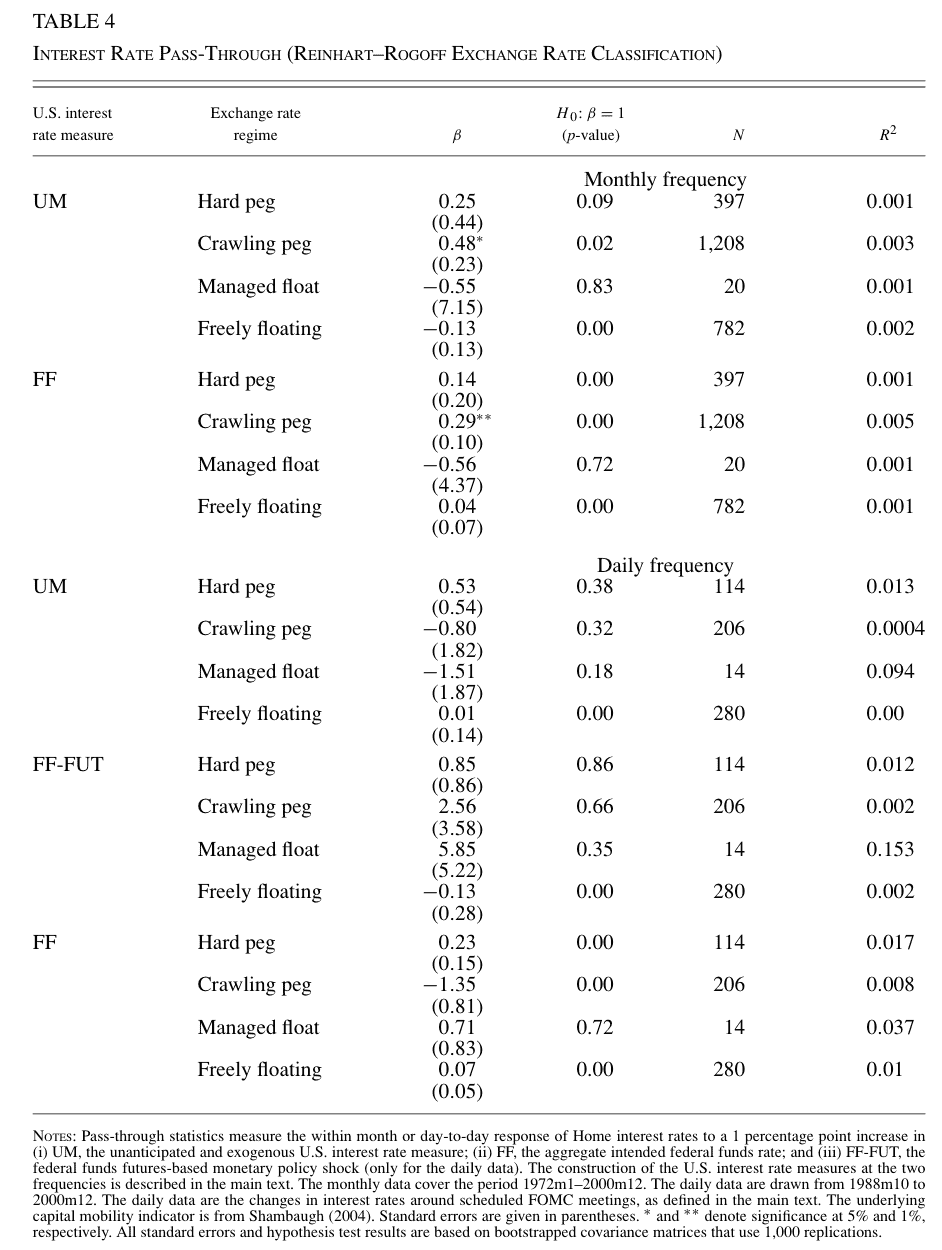 TABLE 4
INTEREST RATE PASS-THROUGH (REINHART–ROGOFF EXCHANGE RATE CLASSIFICATION)
U.S. interest Exchange rate H0: β = 1
rate measure regime β (p-value) N R2
Monthly frequency
UM Hard peg 0.25 0.09 397 0.001
(0.44)
Crawling peg 0.48* 0.02 1,208 0.003
(0.23)
Managed float −0.55 0.83 20 0.001
(7.15)
Freely floating −0.13 0.00 782 0.002
(0.13)
FF Hard peg 0.14 0.00 397 0.001
(0.20)
Crawling peg 0.29** 0.00 1,208 0.005
(0.10)
Managed float −0.56 0.72 20 0.001
(4.37)
Freely floating 0.04 0.00 782 0.001
(0.07)
Daily frequency
UM Hard peg 0.53 0.38 114 0.013
(0.54)
Crawling peg −0.80 0.32 206 0.0004
(1.82)
Managed float −1.51 0.18 14 0.094
(1.87)
Freely floating 0.01 0.00 280 0.00
(0.14)
FF-FUT Hard peg 0.85 0.86 114 0.012
(0.86)
Crawling peg 2.56 0.66 206 0.002
(3.58)
Managed float 5.85 0.35 14 0.153
(5.22)
Freely floating −0.13 0.00 280 0.002
(0.28)
FF Hard peg 0.23 0.00 114 0.017
(0.15)
Crawling peg −1.35 0.00 206 0.008
(0.81)
Managed float 0.71 0.72 14 0.037
(0.83)
Freely floating 0.07 0.00 280 0.01
(0.05)
NOTES: Pass-through statistics measure the within month or day-to-day response of Home interest rates to a 1 percentage point increase in
(i) UM, the unanticipated and exogenous U.S. interest rate measure; (ii) FF, the aggregate intended federal funds rate; and (iii) FF-FUT, the
federal funds futures-based monetary policy shock (only for the daily data). The construction of the U.S. interest rate measures at the two
frequencies is described in the main text. The monthly data cover the period 1972m1–2000m12. The daily data are drawn from 1988m10 to
2000m12. The daily data are the changes in interest rates around scheduled FOMC meetings, as defined in the main text. The underlying
capital mobility indicator is from Shambaugh (2004). Standard errors are given in parentheses. * and ** denote significance at 5% and 1%,
respectively. All standard errors and hypothesis test results are based on bootstrapped covariance matrices that use 1,000 replications.